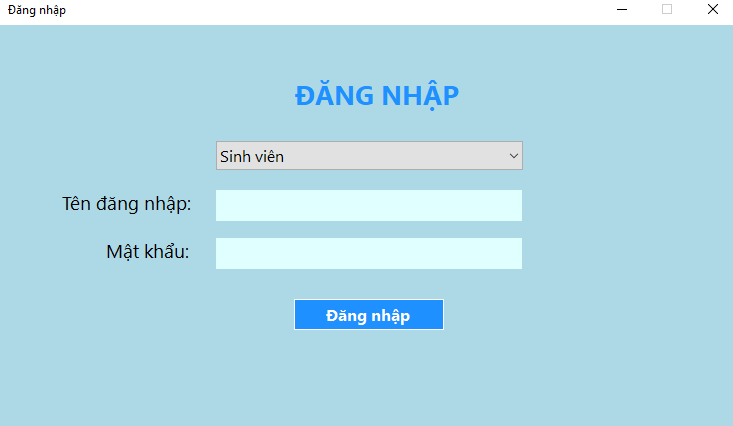 Đăng nhập
ĐĂNG NHẬP
Sinh viên
Tên đăng nhập:
Mật khẩu:
Đăng nhập